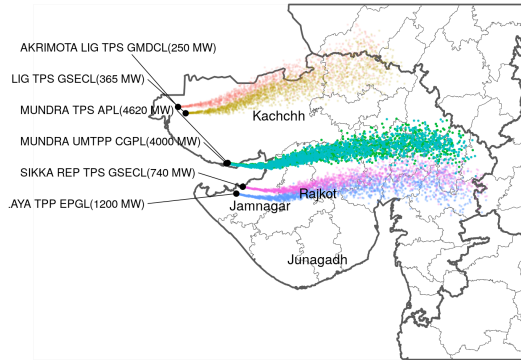 AKRIMOTA LIG TPS GMDCL(250 MW)
LIG TPS GSECL(365 MW)
MUNDRA TPS APL(4620 MW)
Kachchh
MUNDRA UMTPP CGPL(4000 MW)
SIKKA REP TPS GSECL(740 MW)
Rajkot
.AYA TPP EPGL(1200 MW)
Jamnagar
Junagadh